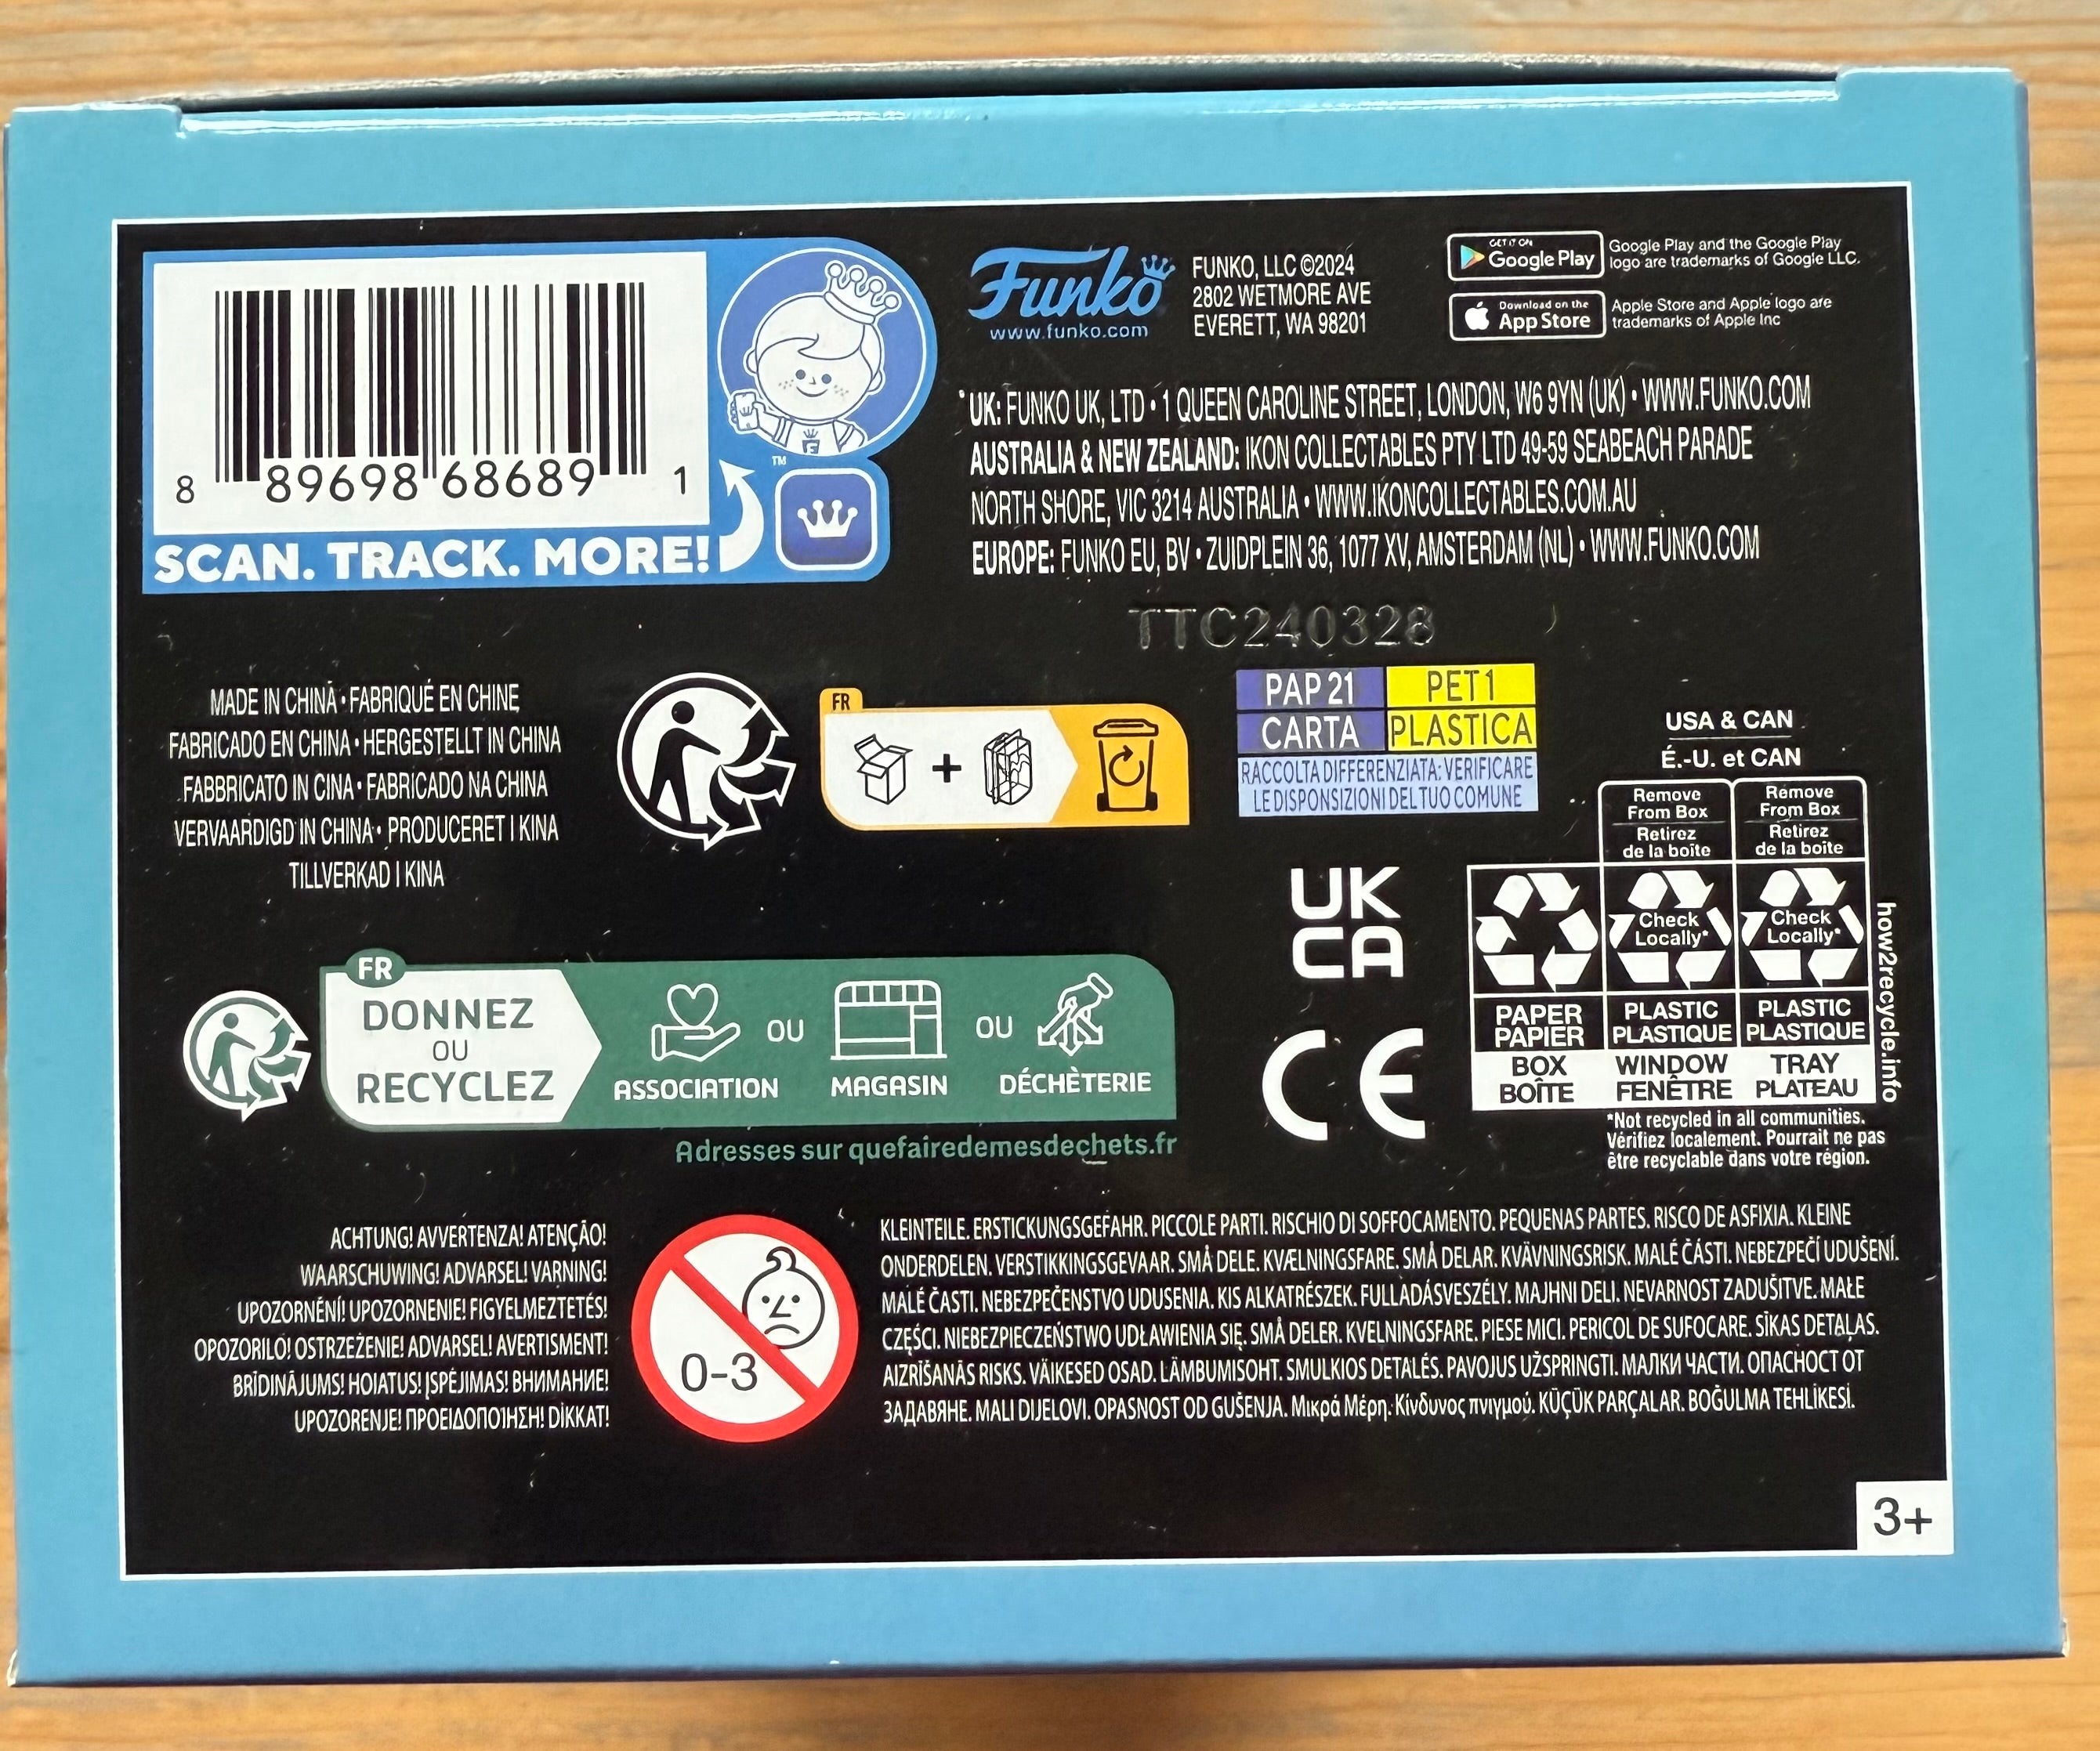 8 89698 68689 1
™
SCAN. TRACK. MORE!
Funko
www.funko.com
FUNKO, LLC ©2024
2802 WETMORE AVE
EVERETT, WA 98201
GET IT ON
Google Play
Google Play and the Google Play
logo are trademarks of Google LLC.
Download on the
App Store
Apple Store and Apple logo are
trademarks of Apple Inc
UK: FUNKO UK, LTD • 1 QUEEN CAROLINE STREET, LONDON, W6 9YN (UK) • WWW.FUNKO.COM
AUSTRALIA & NEW ZEALAND: IKON COLLECTABLES PTY LTD 49-59 SEABEACH PARADE
NORTH SHORE, VIC 3214 AUSTRALIA • WWW.IKONCOLLECTABLES.COM.AU
EUROPE: FUNKO EU, BV • ZUIDPLEIN 36, 1077 XV, AMSTERDAM (NL) • WWW.FUNKO.COM
TTC240328
MADE IN CHINA • FABRIQUÉ EN CHINE
FABRICADO EN CHINA • HERGESTELLT IN CHINA
FABBRICATO IN CINA • FABRICADO NA CHINA
VERVAARDIGD IN CHINA • PRODUCERET I KINA
TILLVERKAD I KINA
FR
+
PAP 21 PET 1
CARTA PLASTICA
RACCOLTA DIFFERENZIATA: VERIFICARE
LE DISPONSIZIONI DEL TUO COMUNE
USA & CAN
É.-U. et CAN
Remove
From Box
Retirez
de la boîte
Remove
From Box
Retirez
de la boîte
Check
Locally*
Check
Locally*
PAPER
PAPIER
PLASTIC
PLASTIQUE
PLASTIC
PLASTIQUE
BOX
BOÎTE
WINDOW
FENÊTRE
TRAY
PLATEAU
how2recycle.info
*Not recycled in all communities.
Vérifiez localement. Pourrait ne pas
être recyclable dans votre région.
UK
CA
CE
FR
DONNEZ
OU
RECYCLEZ
ASSOCIATION
OU
MAGASIN
OU
DÉCHÈTERIE
Adresses sur quefairedemesdechets.fr
ACHTUNG! AVVERTENZA! ATENÇÃO!
WAARSCHUWING! ADVARSEL! VARNING!
UPOZORNĚNÍ! UPOZORNENIE! FIGYELMEZTETÉS!
OPOZORILO! OSTRZEŻENIE! ADVARSEL! AVERTISMENT!
BRĪDINĀJUMS! HOIATUS! ĮSPĖJIMAS! ВНИМАНИЕ!
UPOZORENJE! ΠΡΟΕΙΔΟΠΟΊΗΣΗ! DİKKAT!
0-3
KLEINTEILE. ERSTICKUNGSGEFAHR. PICCOLE PARTI. RISCHIO DI SOFFOCAMENTO. PEQUENAS PARTES. RISCO DE ASFIXIA. KLEINE
ONDERDELEN. VERSTIKKINGSGEVAAR. SMÅ DELE. KVÆLNINGSFARE. SMÅ DELAR. KVÄVNINGSRISK. MALÉ ČÁSTI. NEBEZPEČÍ UDUŠENÍ.
MALÉ ČASTI. NEBEZPEČENSTVO UDUSENIA. KIS ALKATRÉSZEK. FULLADÁSVESZÉLY. MAJHNI DELI. NEVARNOST ZADUŠITVE. MAŁE
CZĘŚCI. NIEBEZPIECZEŃSTWO UDŁAWIENIA SIĘ. SMÅ DELER. KVELNINGSFARE. PIESE MICI. PERICOL DE SUFOCARE. SĪKAS DETAĻAS.
AIZRĪŠANĀS RISKS. VÄIKESED OSAD. LÄMBUMISOHT. SMULKIOS DETALĖS. PAVOJUS UŽSPRINGTI. МАЛКИ ЧАСТИ. ОПАСНОСТ ОТ
ЗАДАВЯНЕ. MALI DIJELOVI. OPASNOST OD GUŠENJA. Μικρά Μέρη. Κίνδυνος πνιγμού. KÜÇÜK PARÇALAR. BOĞULMA TEHLİKESİ.
3+